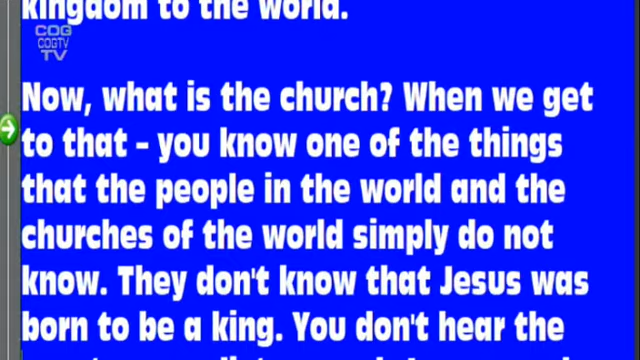 kingdom to the world.
COG
COGTV
TV
Now, what is the church? When we get
to that - you know one of the things
that the people in the world and the
churches of the world simply do not
know. They don't know that Jesus was
born to be a king. You don't hear the